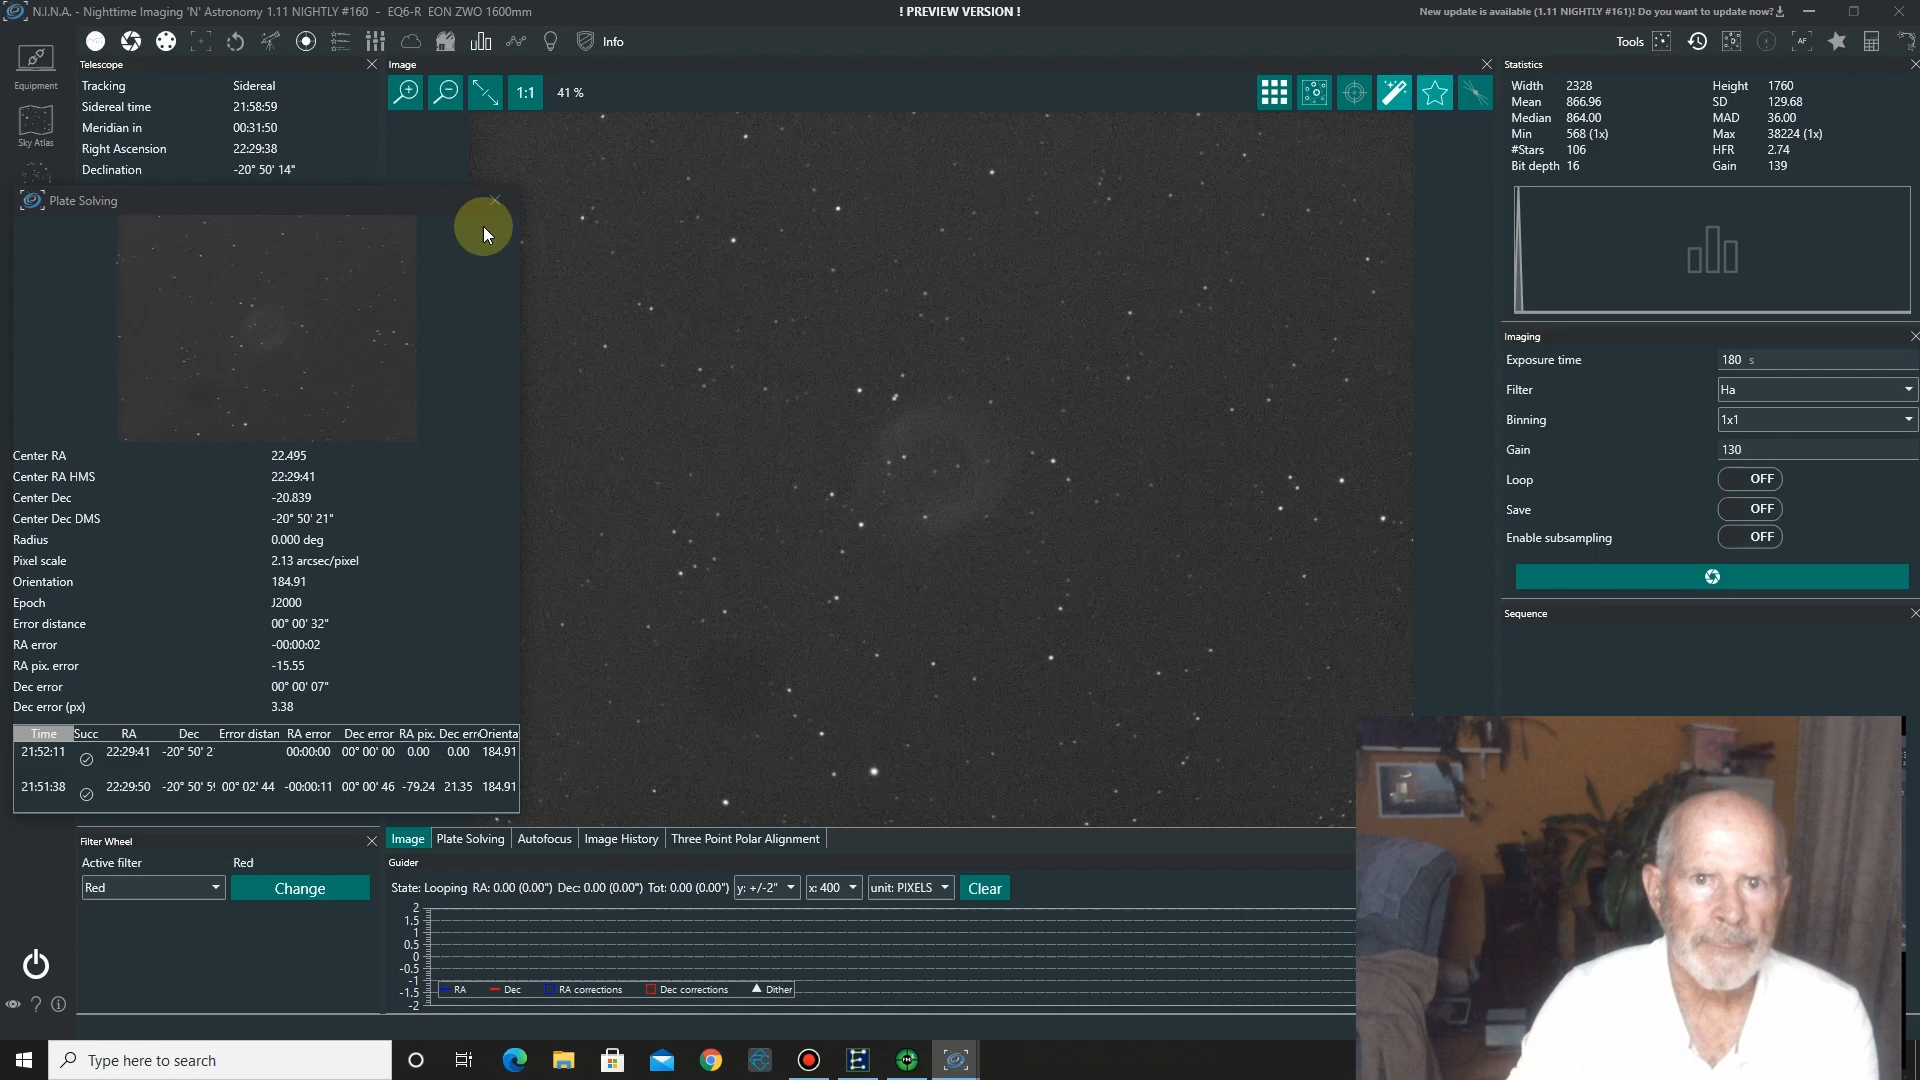 N.I.N.A. - Nighttime Imaging 'N' Astronomy 1.11 NIGHTLY #160 - EQ6-R EON ZWO 1600mm
! PREVIEW VERSION !
New update is available (1.11 NIGHTLY #161)! Do you want to update now?
Info
Tools
Equipment
Sky Atlas
Telescope
Tracking Sidereal
Sidereal time 21:58:59
Meridian in 00:31:50
Right Ascension 22:29:38
Declination -20° 50' 14"
Image
1:1
41 %
Plate Solving
Center RA 22.495
Center RA HMS 22:29:41
Center Dec -20.839
Center Dec DMS -20° 50' 21"
Radius 0.000 deg
Pixel scale 2.13 arcsec/pixel
Orientation 184.91
Epoch J2000
Error distance 00° 00' 32"
RA error -00:00:02
RA pix. error -15.55
Dec error 00° 00' 07"
Dec error (px) 3.38
Time Succ RA Dec Error distan RA error Dec error RA pix. Dec err Orienta
21:52:11 22:29:41 -20° 50' 2 00:00:00 00° 00' 00 0.00 0.00 184.91
21:51:38 22:29:50 -20° 50' 5 00° 02' 44 -00:00:11 00° 00' 46 -79.24 21.35 184.91
Filter Wheel
Active filter Red
Red
Change
Image Plate Solving Autofocus Image History Three Point Polar Alignment
Guider
State: Looping RA: 0.00 (0.00") Dec: 0.00 (0.00") Tot: 0.00 (0.00") y: +/-2" x: 400 unit: PIXELS Clear
2
1.5
1
0.5
0
-0.5
-1
-1.5
-2
RA Dec RA corrections Dec corrections Dither
Statistics
Width 2328 Height 1760
Mean 866.96 SD 129.68
Median 864.00 MAD 36.00
Min 568 (1x) Max 38224 (1x)
#Stars 106 HFR 2.74
Bit depth 16 Gain 139
Imaging
Exposure time 180 s
Filter Ha
Binning 1x1
Gain 130
Loop OFF
Save OFF
Enable subsampling OFF
Sequence
Type here to search